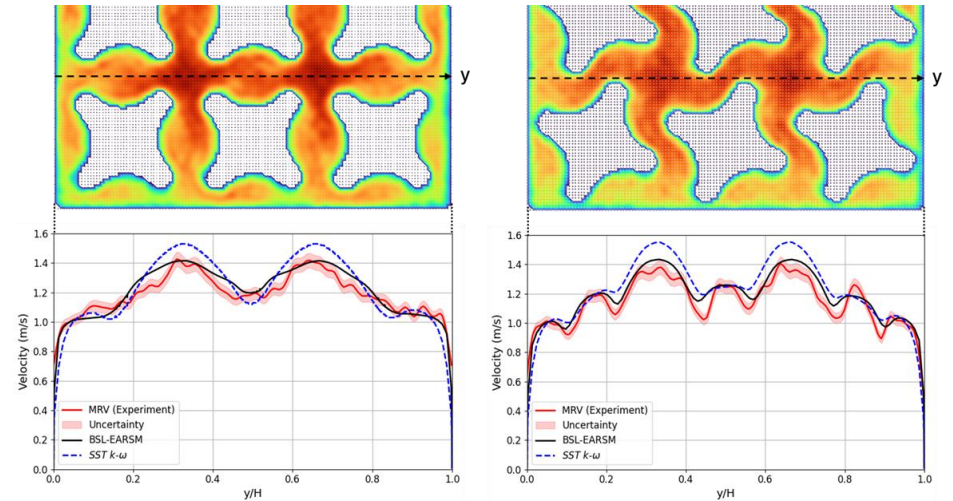 y
y
1.6
1.4
1.2
1.0
0.8
0.6
0.4
0.2
0.0
Velocity (m/s)
MRV (Experiment)
Uncertainty
BSL-EARSM
SST k-ω
0.0 0.2 0.4 0.6 0.8 1.0
y/H
1.6
1.4
1.2
1.0
0.8
0.6
0.4
0.2
0.0
Velocity (m/s)
MRV (Experiment)
Uncertainty
BSL-EARSM
SST k-ω
0.0 0.2 0.4 0.6 0.8 1.0
y/H